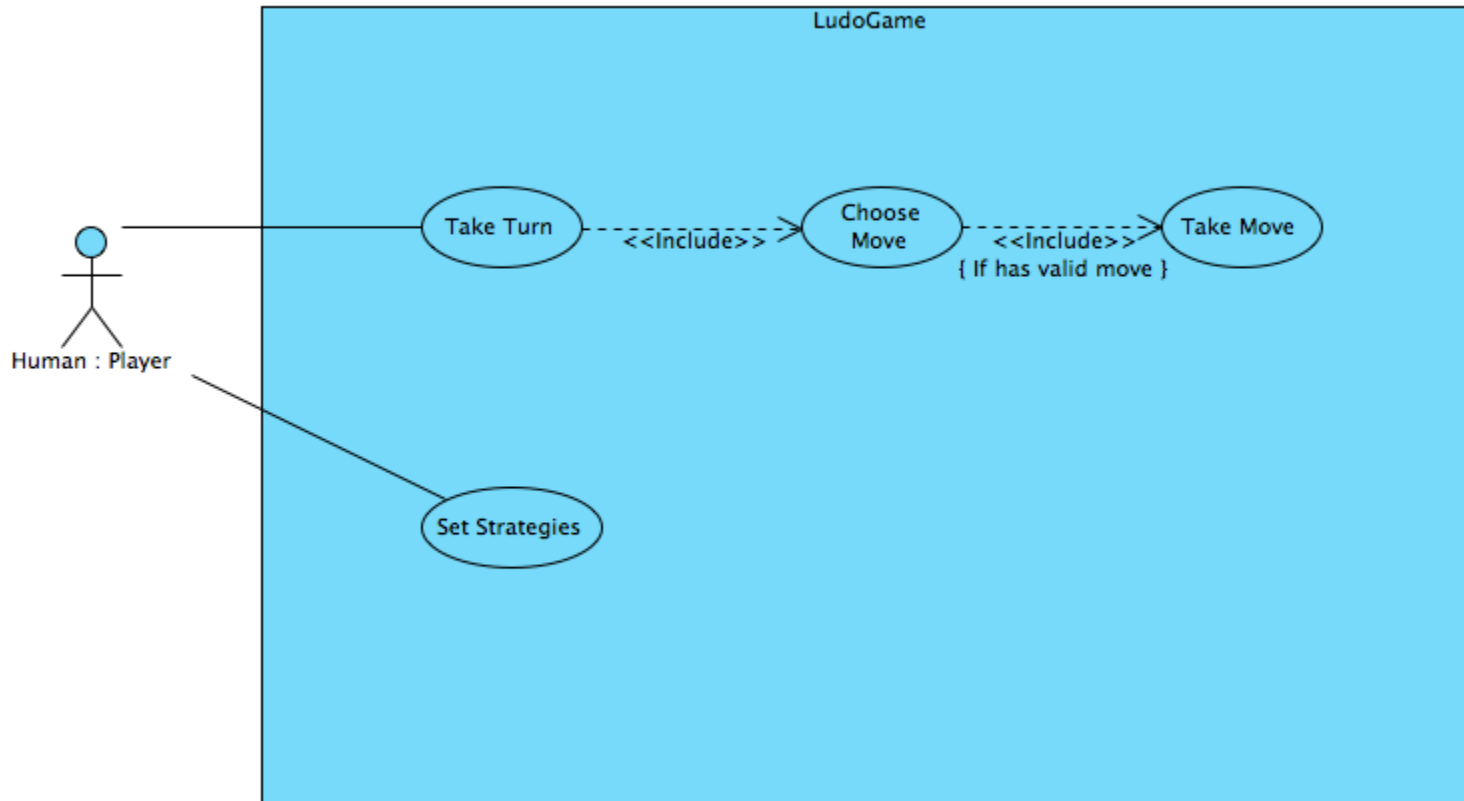 LudoGame
Take Turn
<<Include>>
Choose
Move
<<Include>>
{ If has valid move }
Take Move
Human : Player
Set Strategies